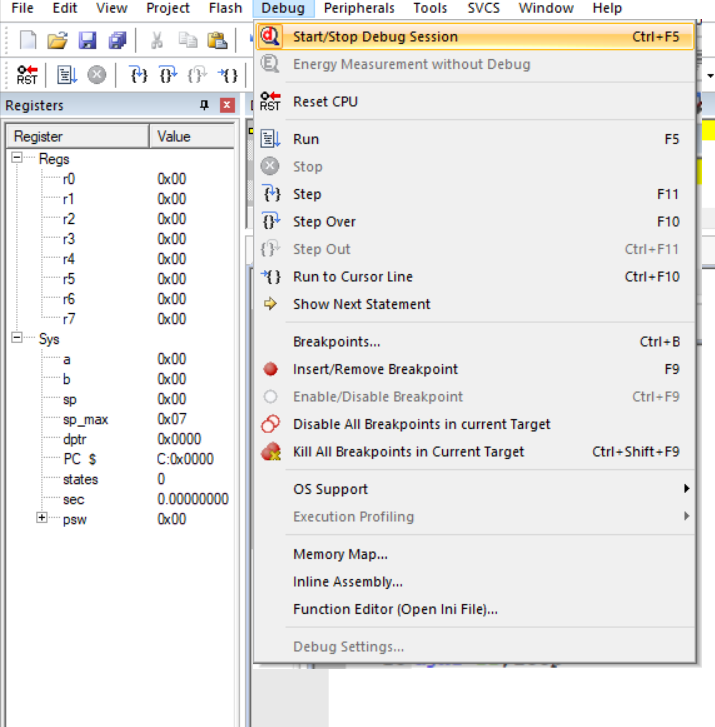 File Edit View Project Flash Debug Peripherals Tools SVCS Window Help
Start/Stop Debug Session Ctrl+F5
Energy Measurement without Debug
RST Reset CPU
Run F5
Stop
Step F11
Step Over F10
Step Out Ctrl+F11
Run to Cursor Line Ctrl+F10
Show Next Statement
Breakpoints... Ctrl+B
Insert/Remove Breakpoint F9
Enable/Disable Breakpoint Ctrl+F9
Disable All Breakpoints in current Target
Kill All Breakpoints in Current Target Ctrl+Shift+F9
OS Support
Execution Profiling
Memory Map...
Inline Assembly...
Function Editor (Open Ini File)...
Debug Settings...
RST
Registers
Register Value
Regs
r0 0x00
r1 0x00
r2 0x00
r3 0x00
r4 0x00
r5 0x00
r6 0x00
r7 0x00
Sys
a 0x00
b 0x00
sp 0x00
sp_max 0x07
dptr 0x0000
PC $ C:0x0000
states 0
sec 0.00000000
psw 0x00